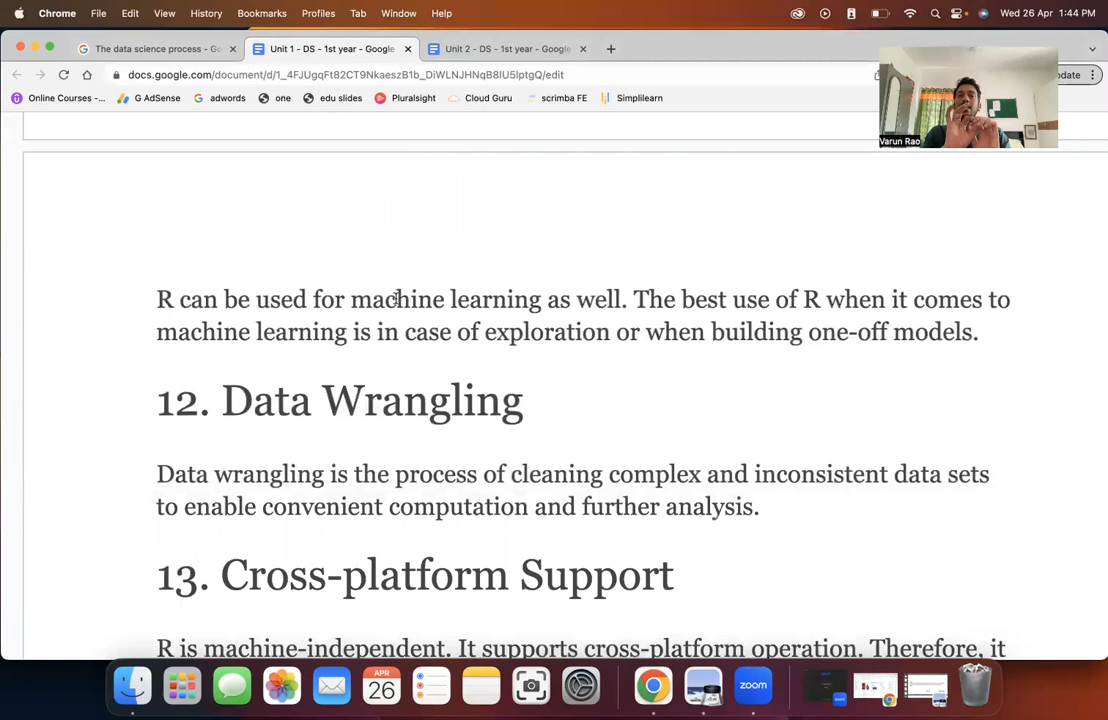 Chrome File Edit View History Bookmarks Profiles Tab Window Help Wed 26 Apr 1:44 PM
The data science process - Go Unit 1 - DS - 1st year - Google Unit 2 - DS - 1st year - Google
docs.google.com/document/d/1_4FJUgqFt82CT9NkaeszB1b_DiWLNJHNqB8IU5IptgQ/edit
Online Courses -... G AdSense adwords one edu slides Pluralsight Cloud Guru scrimba FE Simplilearn
Varun Rao
R can be used for machine learning as well. The best use of R when it comes to
machine learning is in case of exploration or when building one-off models.
12. Data Wrangling
Data wrangling is the process of cleaning complex and inconsistent data sets
to enable convenient computation and further analysis.
13. Cross-platform Support
R is machine-independent. It supports cross-platform operation. Therefore, it
APR
26
zoom